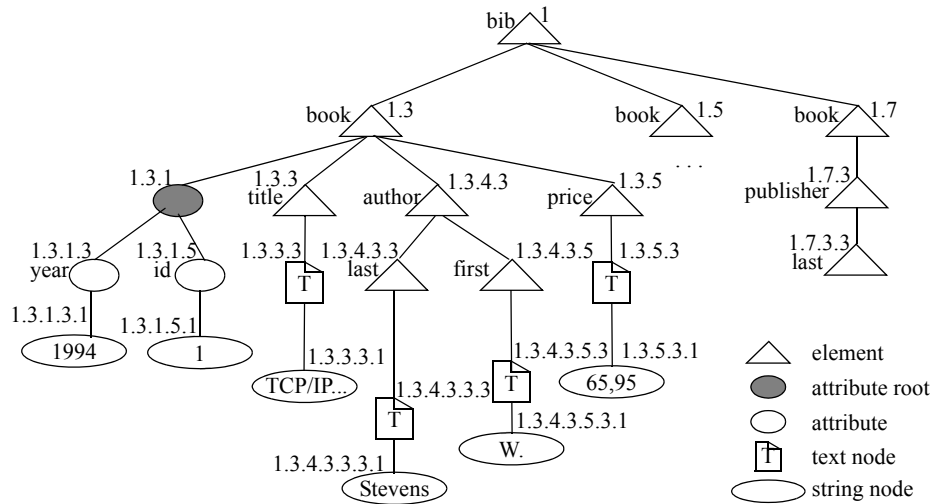 bib 1
book 1.3
book 1.5
book 1.7
. . .
1.3.1
title 1.3.3
author 1.3.4.3
price 1.3.5
publisher 1.7.3
year 1.3.1.3
id 1.3.1.5
1.3.3.3
last 1.3.4.3.3
first 1.3.4.3.5
1.3.5.3
last 1.7.3.3
T
T
1.3.1.3.1
1.3.1.5.1
1994
1
1.3.3.3.1
TCP/IP...
1.3.4.3.3.3
T
1.3.4.3.5.3
T
1.3.5.3.1
65,95
1.3.4.3.5.3.1
W.
1.3.4.3.3.3.1
Stevens
element
attribute root
attribute
T text node
string node